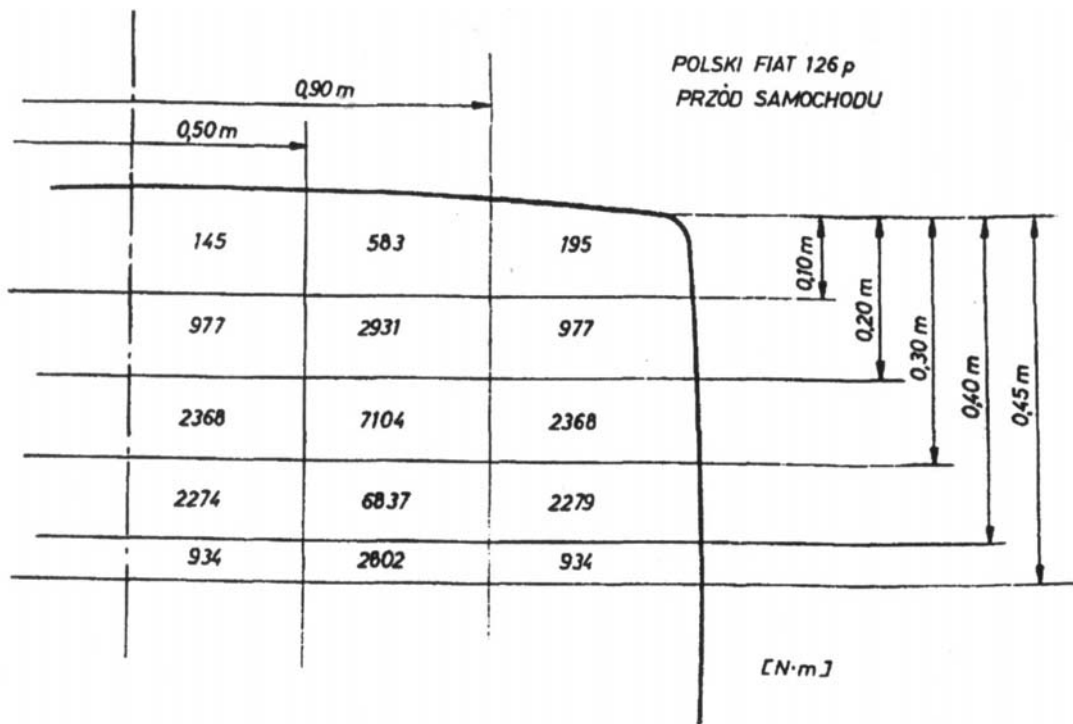 POLSKI FIAT 126p
PRZÓD SAMOCHODU
0,90 m
0,50 m
145 583 195
0,10 m
977 2931 977
0,20 m
2368 7104 2368
0,30 m
0,40 m
0,45 m
2274 6837 2279
934 2802 934
[N·m]